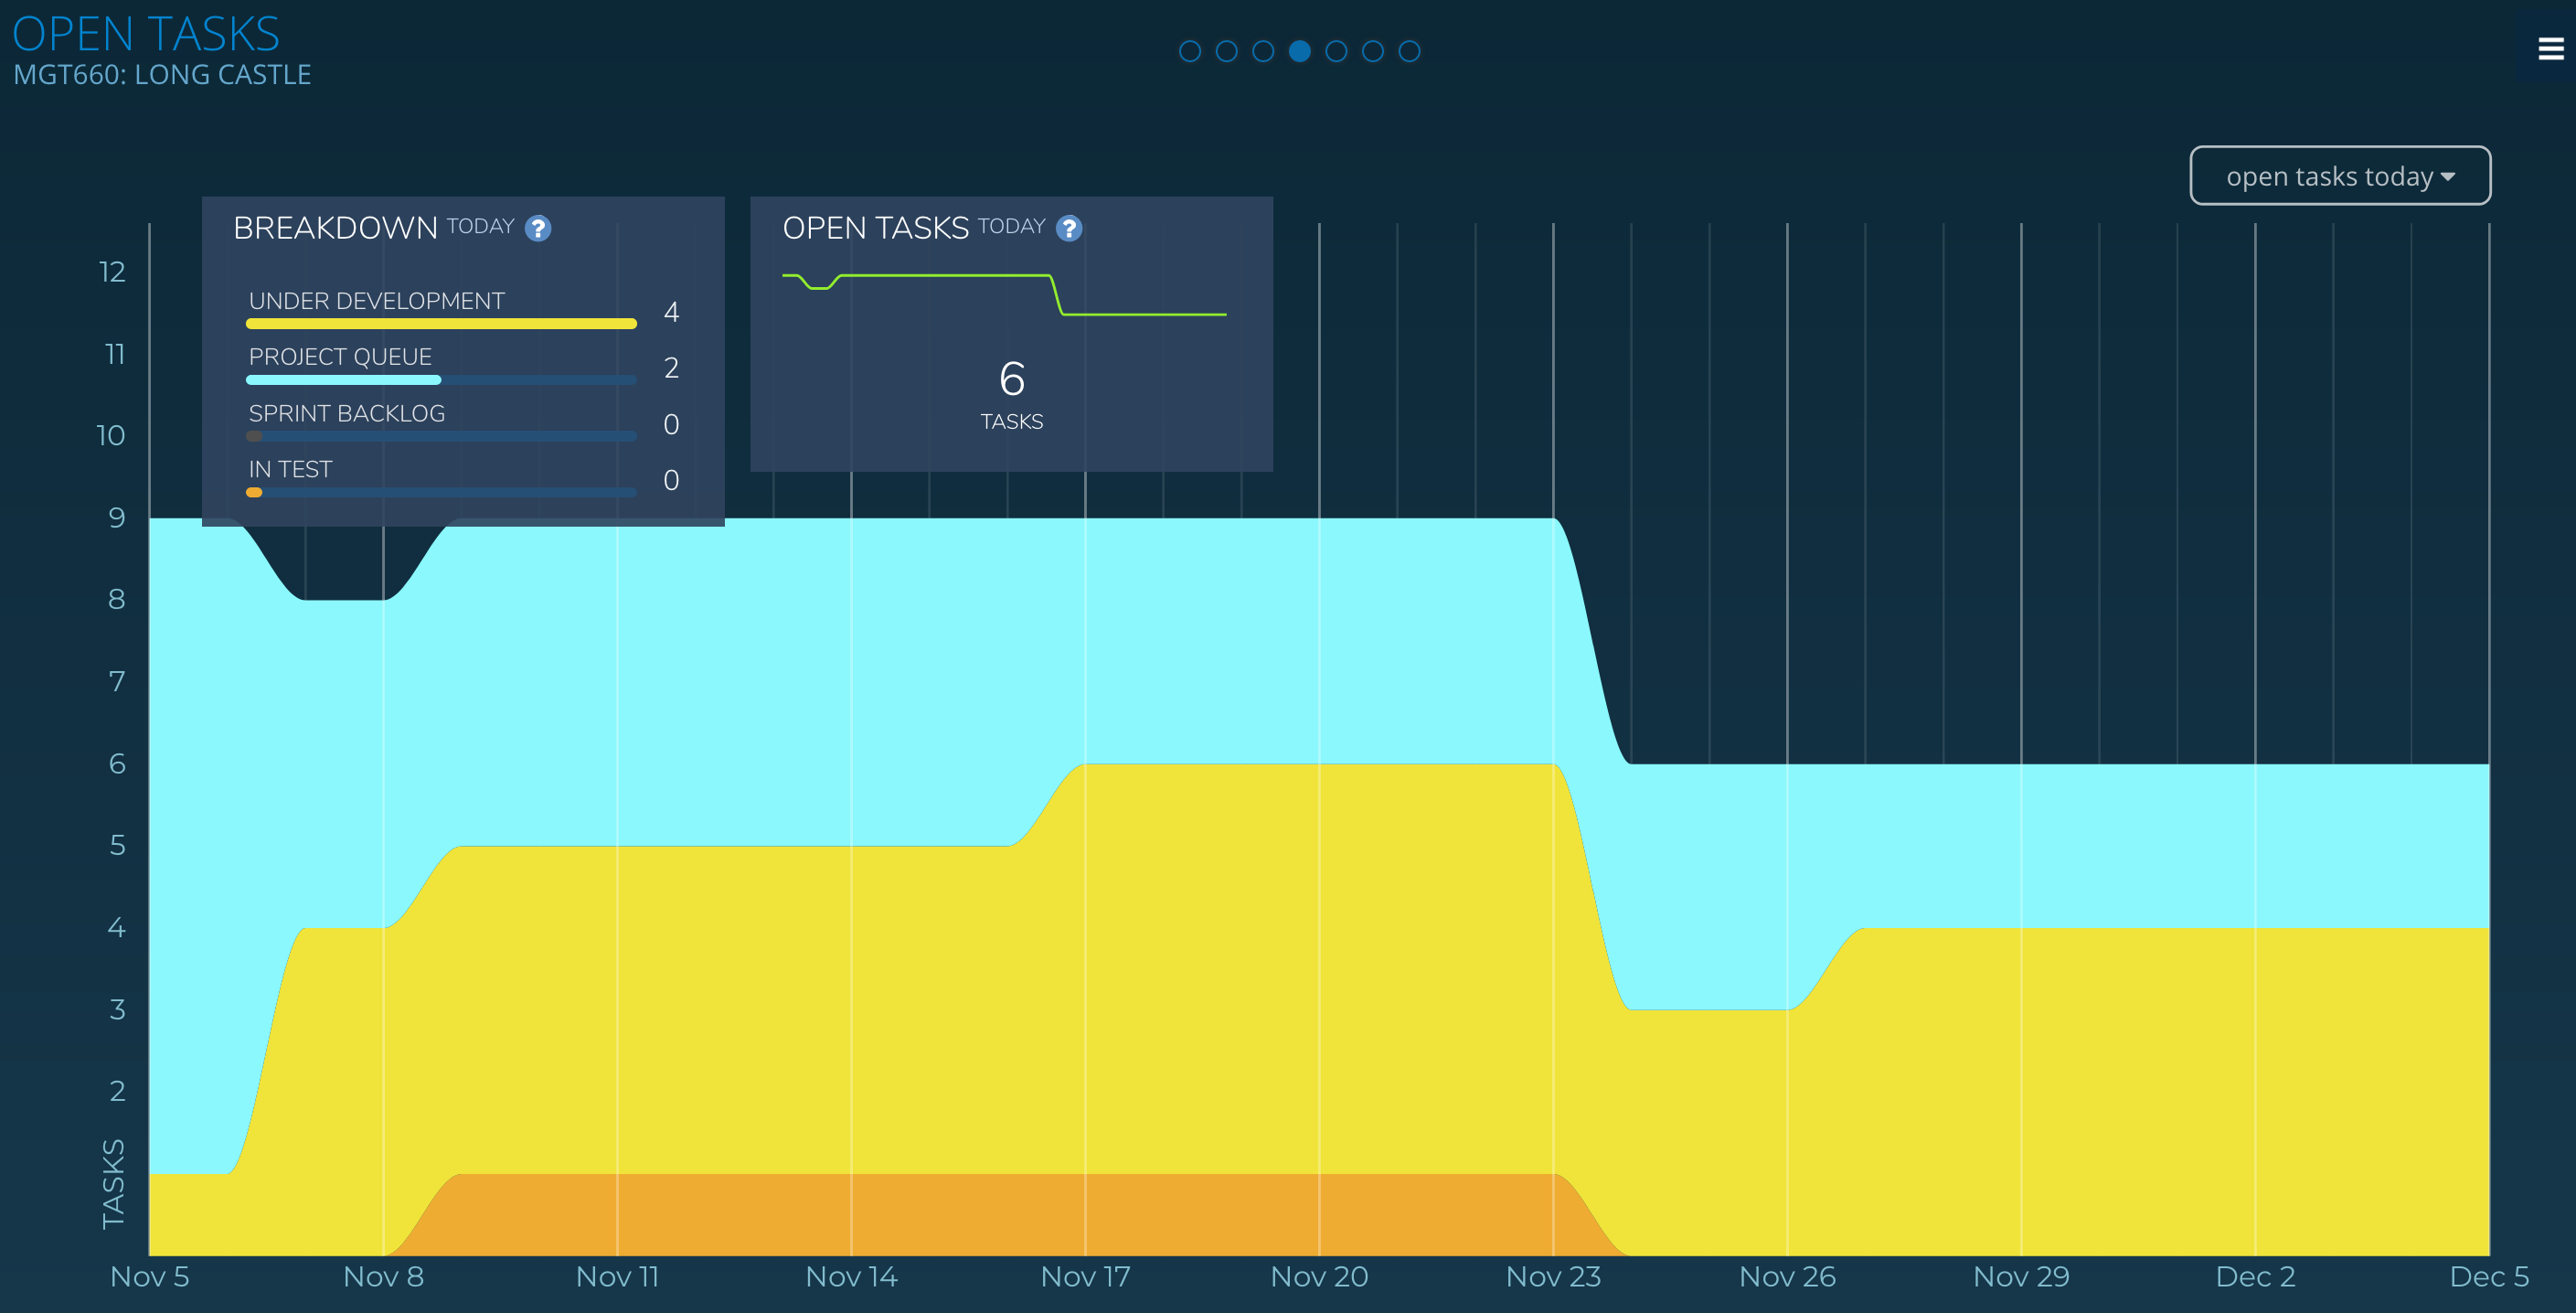 OPEN TASKS
MGT660: LONG CASTLE
open tasks today
BREAKDOWN TODAY ?
UNDER DEVELOPMENT 4
PROJECT QUEUE 2
SPRINT BACKLOG 0
IN TEST 0
OPEN TASKS TODAY ?
6
TASKS
12
11
10
9
8
7
6
5
4
3
2
TASKS
Nov 5 Nov 8 Nov 11 Nov 14 Nov 17 Nov 20 Nov 23 Nov 26 Nov 29 Dec 2 Dec 5